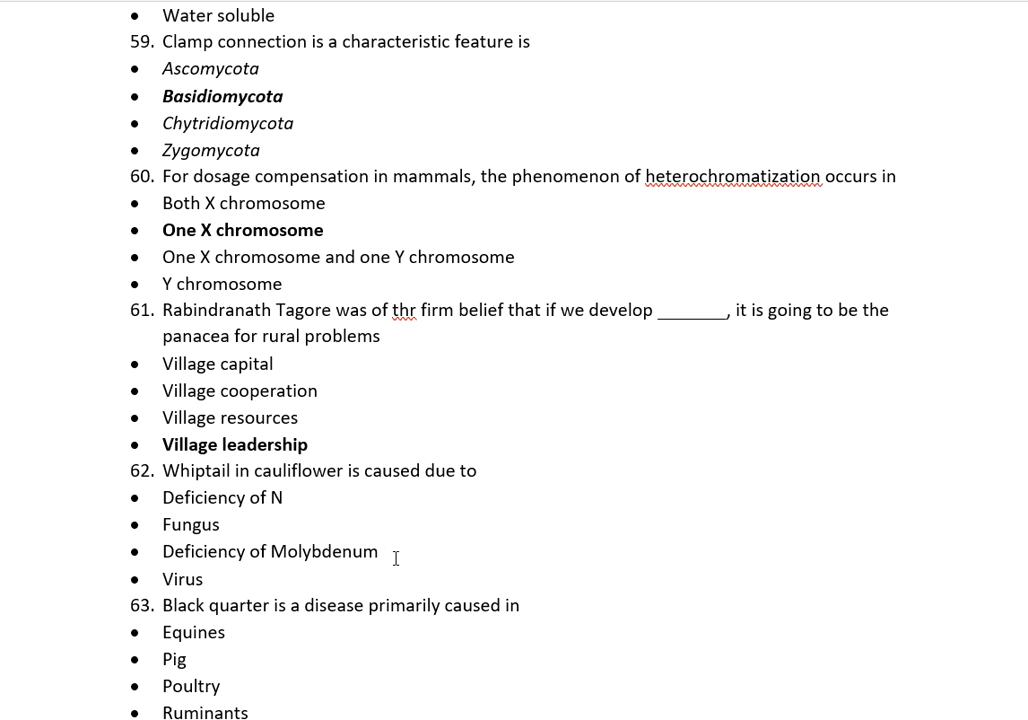 • Water soluble
59. Clamp connection is a characteristic feature is
• Ascomycota
• Basidiomycota
• Chytridiomycota
• Zygomycota
60. For dosage compensation in mammals, the phenomenon of heterochromatization occurs in
• Both X chromosome
• One X chromosome
• One X chromosome and one Y chromosome
• Y chromosome
61. Rabindranath Tagore was of thr firm belief that if we develop _______, it is going to be the
panacea for rural problems
• Village capital
• Village cooperation
• Village resources
• Village leadership
62. Whiptail in cauliflower is caused due to
• Deficiency of N
• Fungus
• Deficiency of Molybdenum
• Virus
63. Black quarter is a disease primarily caused in
• Equines
• Pig
• Poultry
• Ruminants